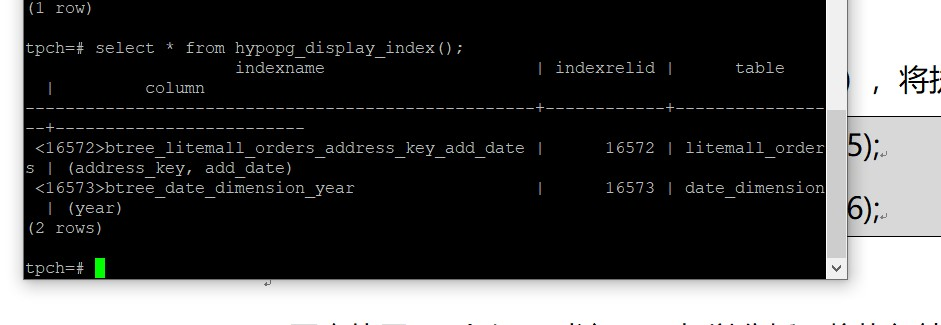 (1 row)
tpch=# select * from hypopg_display_index();
indexname | indexrelid | table
| column
----------------------------------------------------+------------+---------------
--+-------------------------
<16572>btree_litemall_orders_address_key_add_date | 16572 | litemall_order
s | (address_key, add_date)
<16573>btree_date_dimension_year | 16573 | date_dimension
| (year)
(2 rows)
tpch=#
) ，将
5);
6);